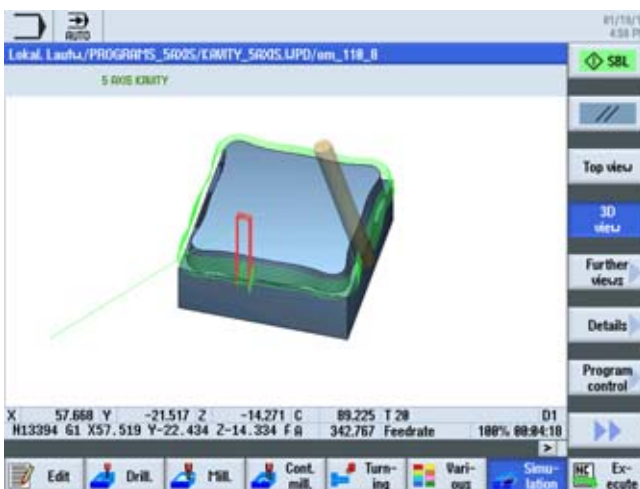 AUTO
4:58 P
Lokal. Laufw./PROGRAMS_5AXIS/KAVITY_5AXIS.WPD/om_110_8
5 AXIS KAVITY
SBL
Top view
3D view
Further views
Details
Program control
X 57.668 Y -21.517 Z -14.271 C 89.225 T 20 D1
N13394 G1 X57.519 Y-22.434 Z-14.334 F A 342.767 Feedrate 100% 00:04:18
Edit Drill. Mill. Cont. mill. Turn- ing Vari- ous Simu- lation NC Ex- ecute